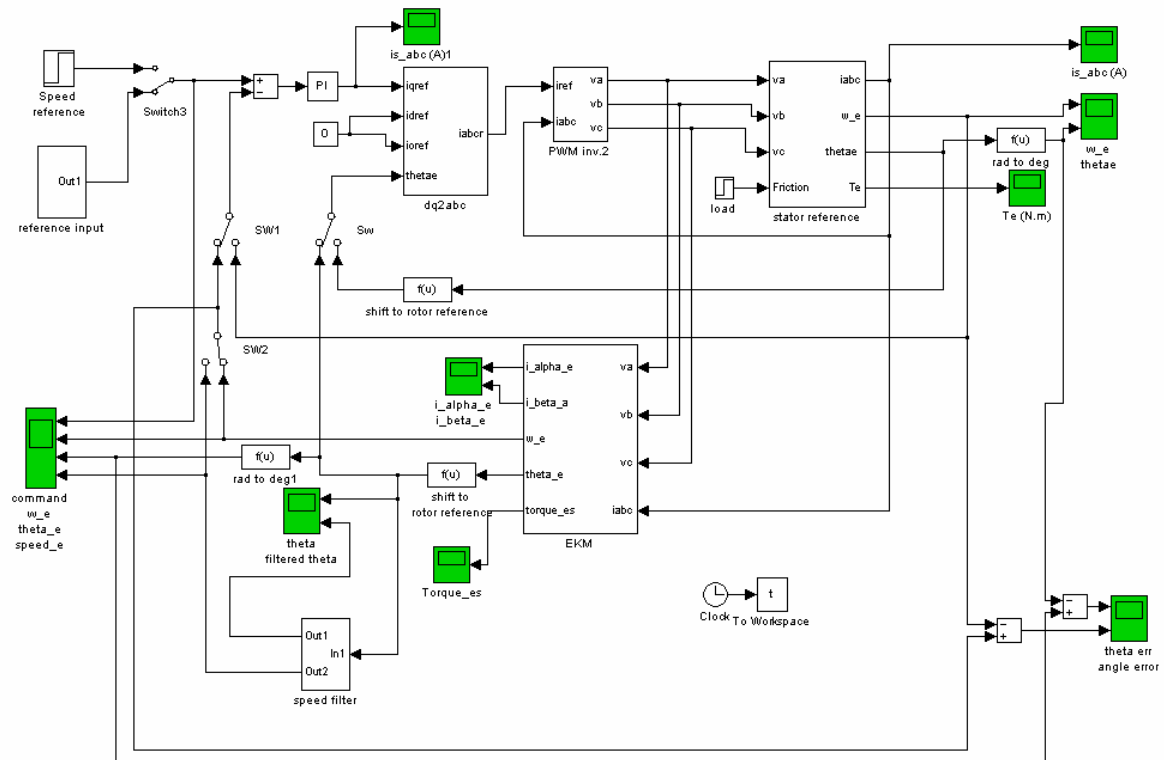 Speed
reference
Switch3
Out1
reference input
+
−
PI
is_abc (A)1
0
iqref
idref
ioref
thetae
iabcr
dq2abc
iref
iabc
va
vb
vc
PWM inv.2
va
vb
vc
Friction
iabc
w_e
thetae
Te
stator reference
load
is_abc (A)
f(u)
rad to deg
w_e
thetae
Te (N.m)
SW1
Sw
f(u)
shift to rotor reference
SW2
i_alpha_e
i_beta_e
i_alpha_e
i_beta_a
w_e
theta_e
torque_es
va
vb
vc
iabc
EKM
command
w_e
theta_e
speed_e
f(u)
rad to deg1
f(u)
shift to
rotor reference
theta
filtered theta
Torque_es
Out1
Out2
In1
speed filter
Clock
t
To Workspace
−
+
−
+
theta err
angle error